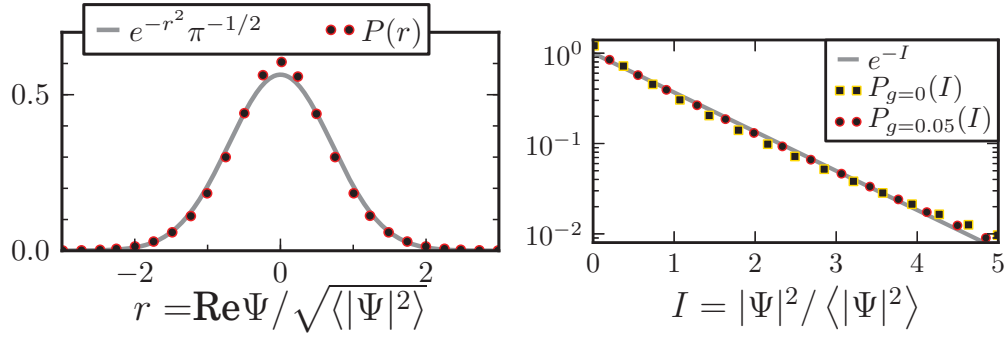 e^{-r^2} π^{-1/2} P(r)
0.5
0.0
−2 0 2
r =ReΨ/√⟨|Ψ|²⟩
e^{-I}
P_{g=0}(I)
P_{g=0.05}(I)
10^0
10^{-1}
10^{-2}
0 1 2 3 4 5
I = |Ψ|²/⟨|Ψ|²⟩